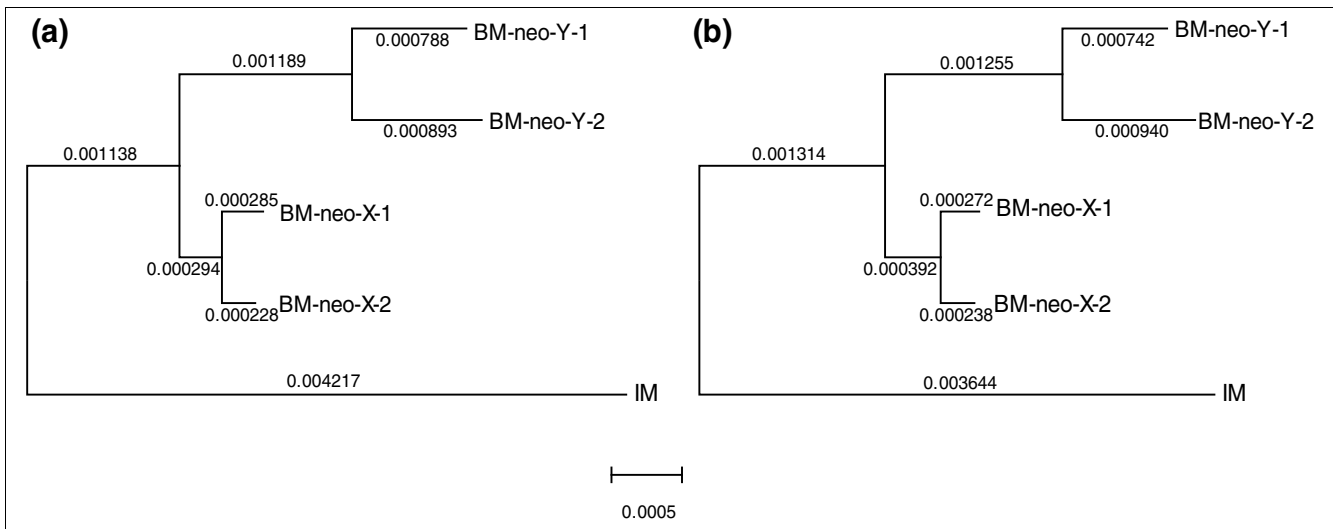 (a)
0.000788
BM-neo-Y-1
0.001189
0.000893
BM-neo-Y-2
0.001138
0.000285
BM-neo-X-1
0.000294
0.000228
BM-neo-X-2
0.004217
IM
(b)
0.000742
BM-neo-Y-1
0.001255
0.000940
BM-neo-Y-2
0.001314
0.000272
BM-neo-X-1
0.000392
0.000238
BM-neo-X-2
0.003644
IM
0.0005